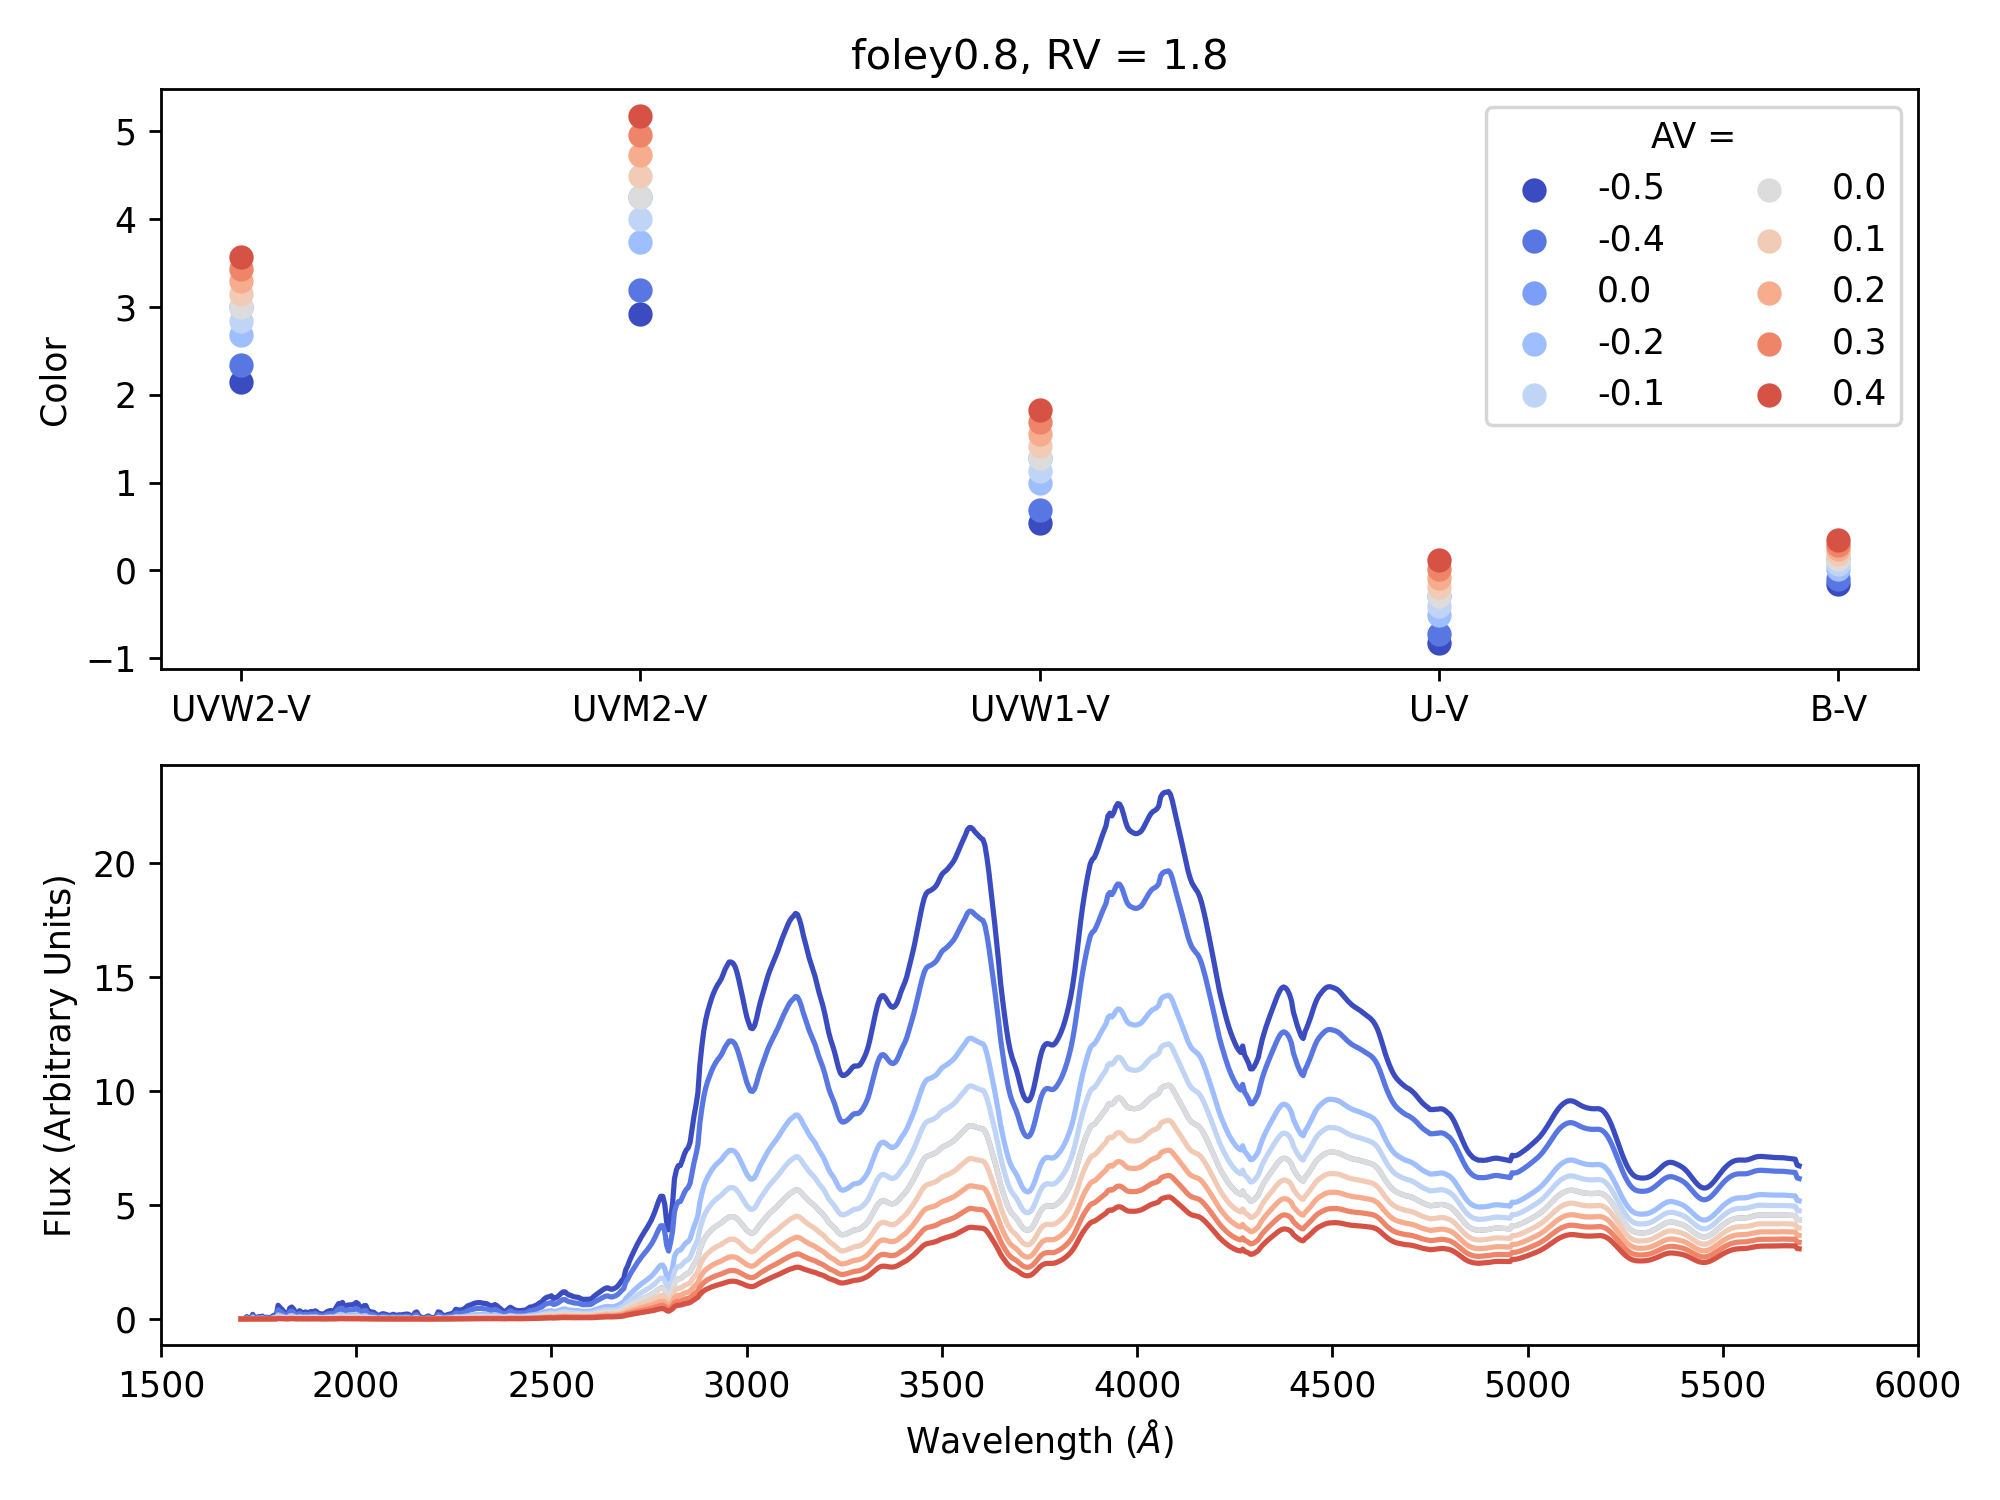 foley0.8, RV = 1.8
Color
5
4
3
2
1
0
−1
AV =
-0.5 0.0
-0.4 0.1
0.0 0.2
-0.2 0.3
-0.1 0.4
UVW2-V UVM2-V UVW1-V U-V B-V
Flux (Arbitrary Units)
20
15
10
5
0
1500 2000 2500 3000 3500 4000 4500 5000 5500 6000
Wavelength (Å)